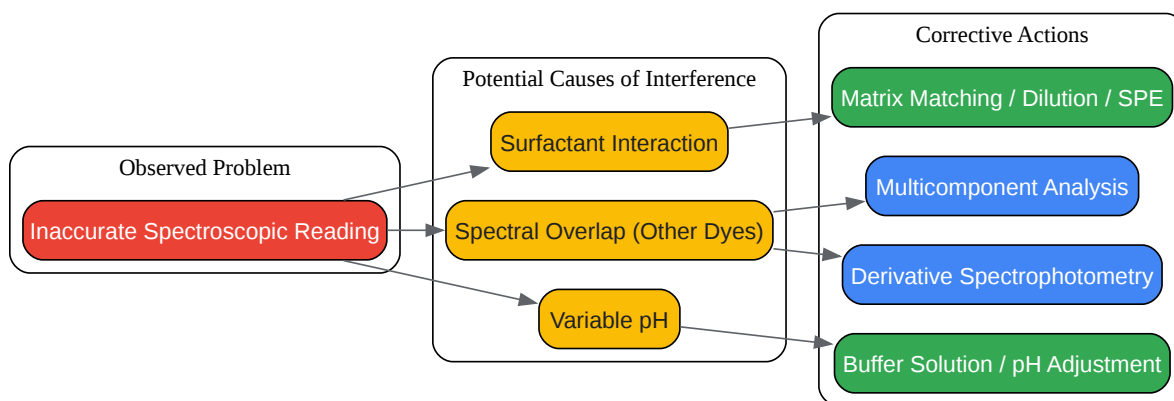 Observed Problem
Inaccurate Spectroscopic Reading
Potential Causes of Interference
Surfactant Interaction
Spectral Overlap (Other Dyes)
Variable pH
Corrective Actions
Matrix Matching / Dilution / SPE
Multicomponent Analysis
Derivative Spectrophotometry
Buffer Solution / pH Adjustment